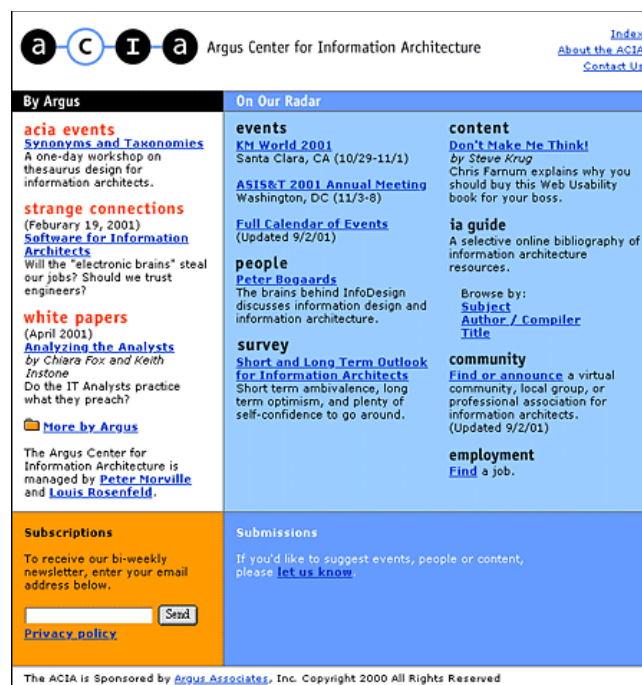 acia Argus Center for Information Architecture
Index
About the ACIA
Contact Us
By Argus
acia events
Synonyms and Taxonomies
A one-day workshop on
thesaurus design for
information architects.
strange connections
(Feburary 19, 2001)
Software for Information
Architects
Will the "electronic brains" steal
our jobs? Should we trust
engineers?
white papers
(April 2001)
Analyzing the Analysts
by Chiara Fox and Keith
Instone
Do the IT Analysts practice
what they preach?
More by Argus
The Argus Center for
Information Architecture is
managed by Peter Morville
and Louis Rosenfeld.
On Our Radar
events
KM World 2001
Santa Clara, CA (10/29-11/1)
ASIS&T 2001 Annual Meeting
Washington, DC (11/3-8)
Full Calendar of Events
(Updated 9/2/01)
people
Peter Bogaards
The brains behind InfoDesign
discusses information design and
information architecture.
survey
Short and Long Term Outlook
for Information Architects
Short term ambivalence, long
term optimism, and plenty of
self-confidence to go around.
content
Don't Make Me Think!
by Steve Krug
Chris Farnum explains why you
should buy this Web Usability
book for your boss.
ia guide
A selective online bibliography of
information architecture
resources.
Browse by:
Subject
Author / Compiler
Title
community
Find or announce a virtual
community, local group, or
professional association for
information architects.
(Updated 9/2/01)
employment
Find a job.
Subscriptions
To receive our bi-weekly
newsletter, enter your email
address below.
Send
Privacy policy
Submissions
If you'd like to suggest events, people or content,
please let us know.
The ACIA is Sponsored by Argus Associates, Inc. Copyright 2000 All Rights Reserved